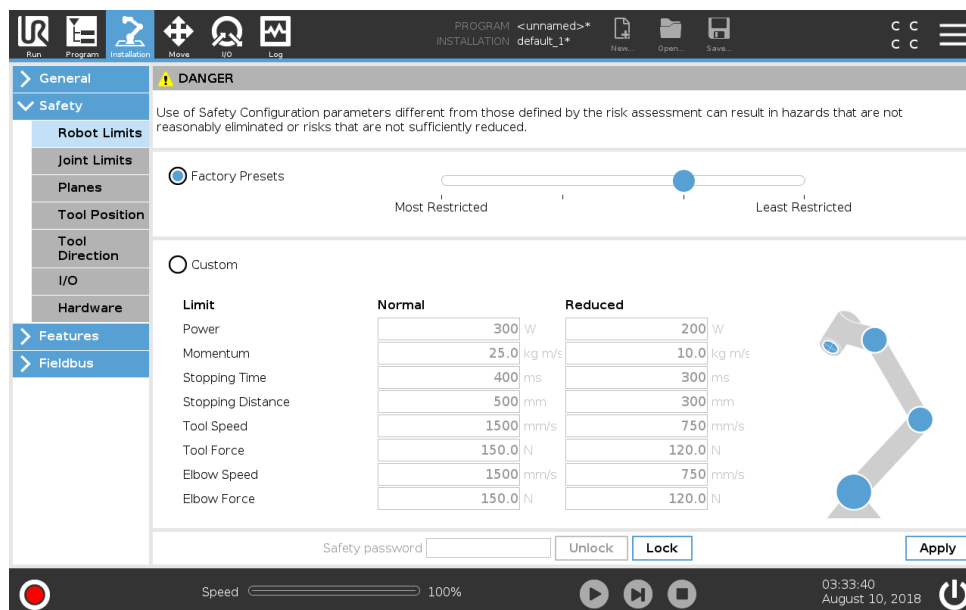 UR
Run
Program
Installation
Move
I/O
Log
PROGRAM <unnamed>*
INSTALLATION default_1*
New...
Open...
Save...
C C
C C
General
Safety
Robot Limits
Joint Limits
Planes
Tool Position
Tool
Direction
I/O
Hardware
Features
Fieldbus
DANGER
Use of Safety Configuration parameters different from those defined by the risk assessment can result in hazards that are not
reasonably eliminated or risks that are not sufficiently reduced.
Factory Presets
Most Restricted Least Restricted
Custom
Limit Normal Reduced
Power 300 W 200 W
Momentum 25.0 kg m/s 10.0 kg m/s
Stopping Time 400 ms 300 ms
Stopping Distance 500 mm 300 mm
Tool Speed 1500 mm/s 750 mm/s
Tool Force 150.0 N 120.0 N
Elbow Speed 1500 mm/s 750 mm/s
Elbow Force 150.0 N 120.0 N
Safety password Unlock Lock Apply
Speed 100%
03:33:40
August 10, 2018